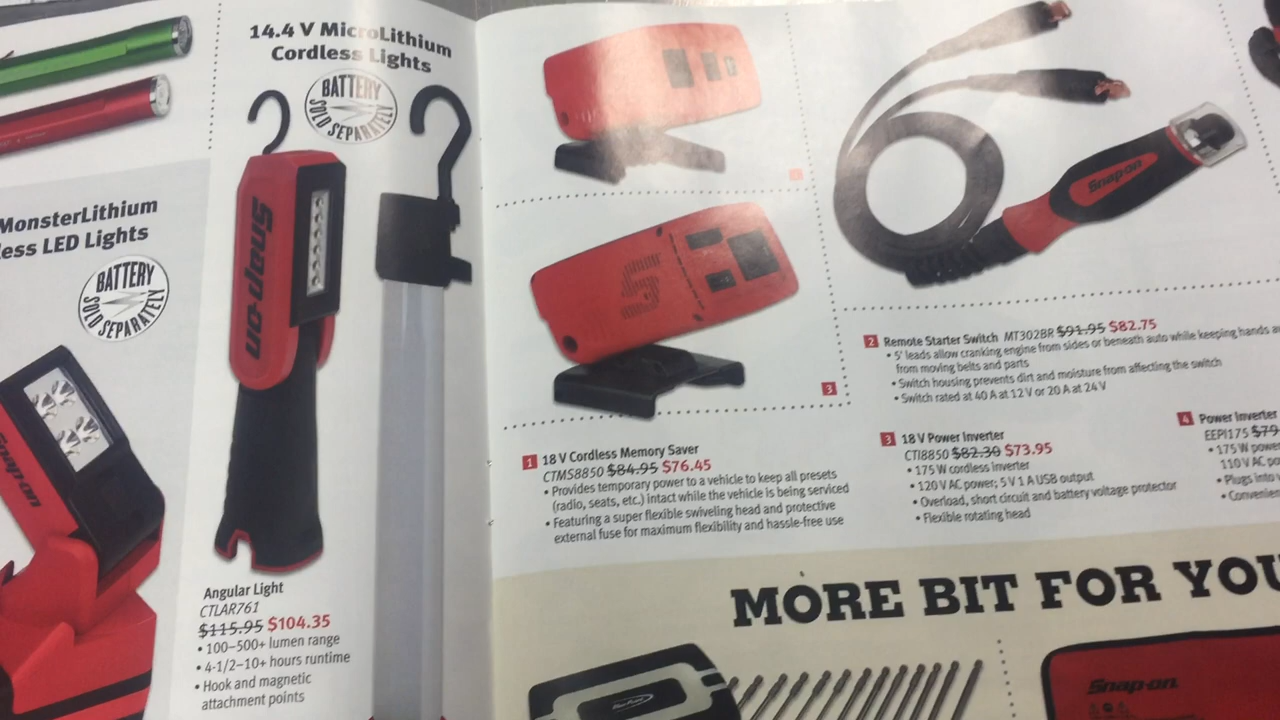 14.4 V MicroLithium
Cordless Lights
BATTERY
SOLD SEPARATELY
MonsterLithium
less LED Lights
BATTERY
SOLD SEPARATELY
Snap-on
Snap-on
Angular Light
CTLAR761
$115.95 $104.35
• 100–500+ lumen range
• 4-1/2–10+ hours runtime
• Hook and magnetic
attachment points
3
Snap-on
1 18 V Cordless Memory Saver
CTMS8850 $84.95 $76.45
• Provides temporary power to a vehicle to keep all presets
(radio, seats, etc.) intact while the vehicle is being serviced
• Featuring a super flexible swiveling head and protective
external fuse for maximum flexibility and hassle-free use
2 Remote Starter Switch MT302BR $91.95 $82.75
• 5' leads allow cranking engine from sides or beneath auto while keeping hands
from moving belts and parts
• Switch housing prevents dirt and moisture from affecting the switch
• Switch rated at 40 A at 12 V or 20 A at 24 V
3 18 V Power Inverter
CTI8850 $82.30 $73.95
• 175 W cordless inverter
• 120 V AC power; 5 V 1 A USB output
• Overload, short circuit and battery voltage protector
• Flexible rotating head
4 Power Inverter
EEPI175 $79
• 175 W power
110 V AC
• Plugs into
•
MORE BIT FOR YOU
Blue-Point
Snap-on